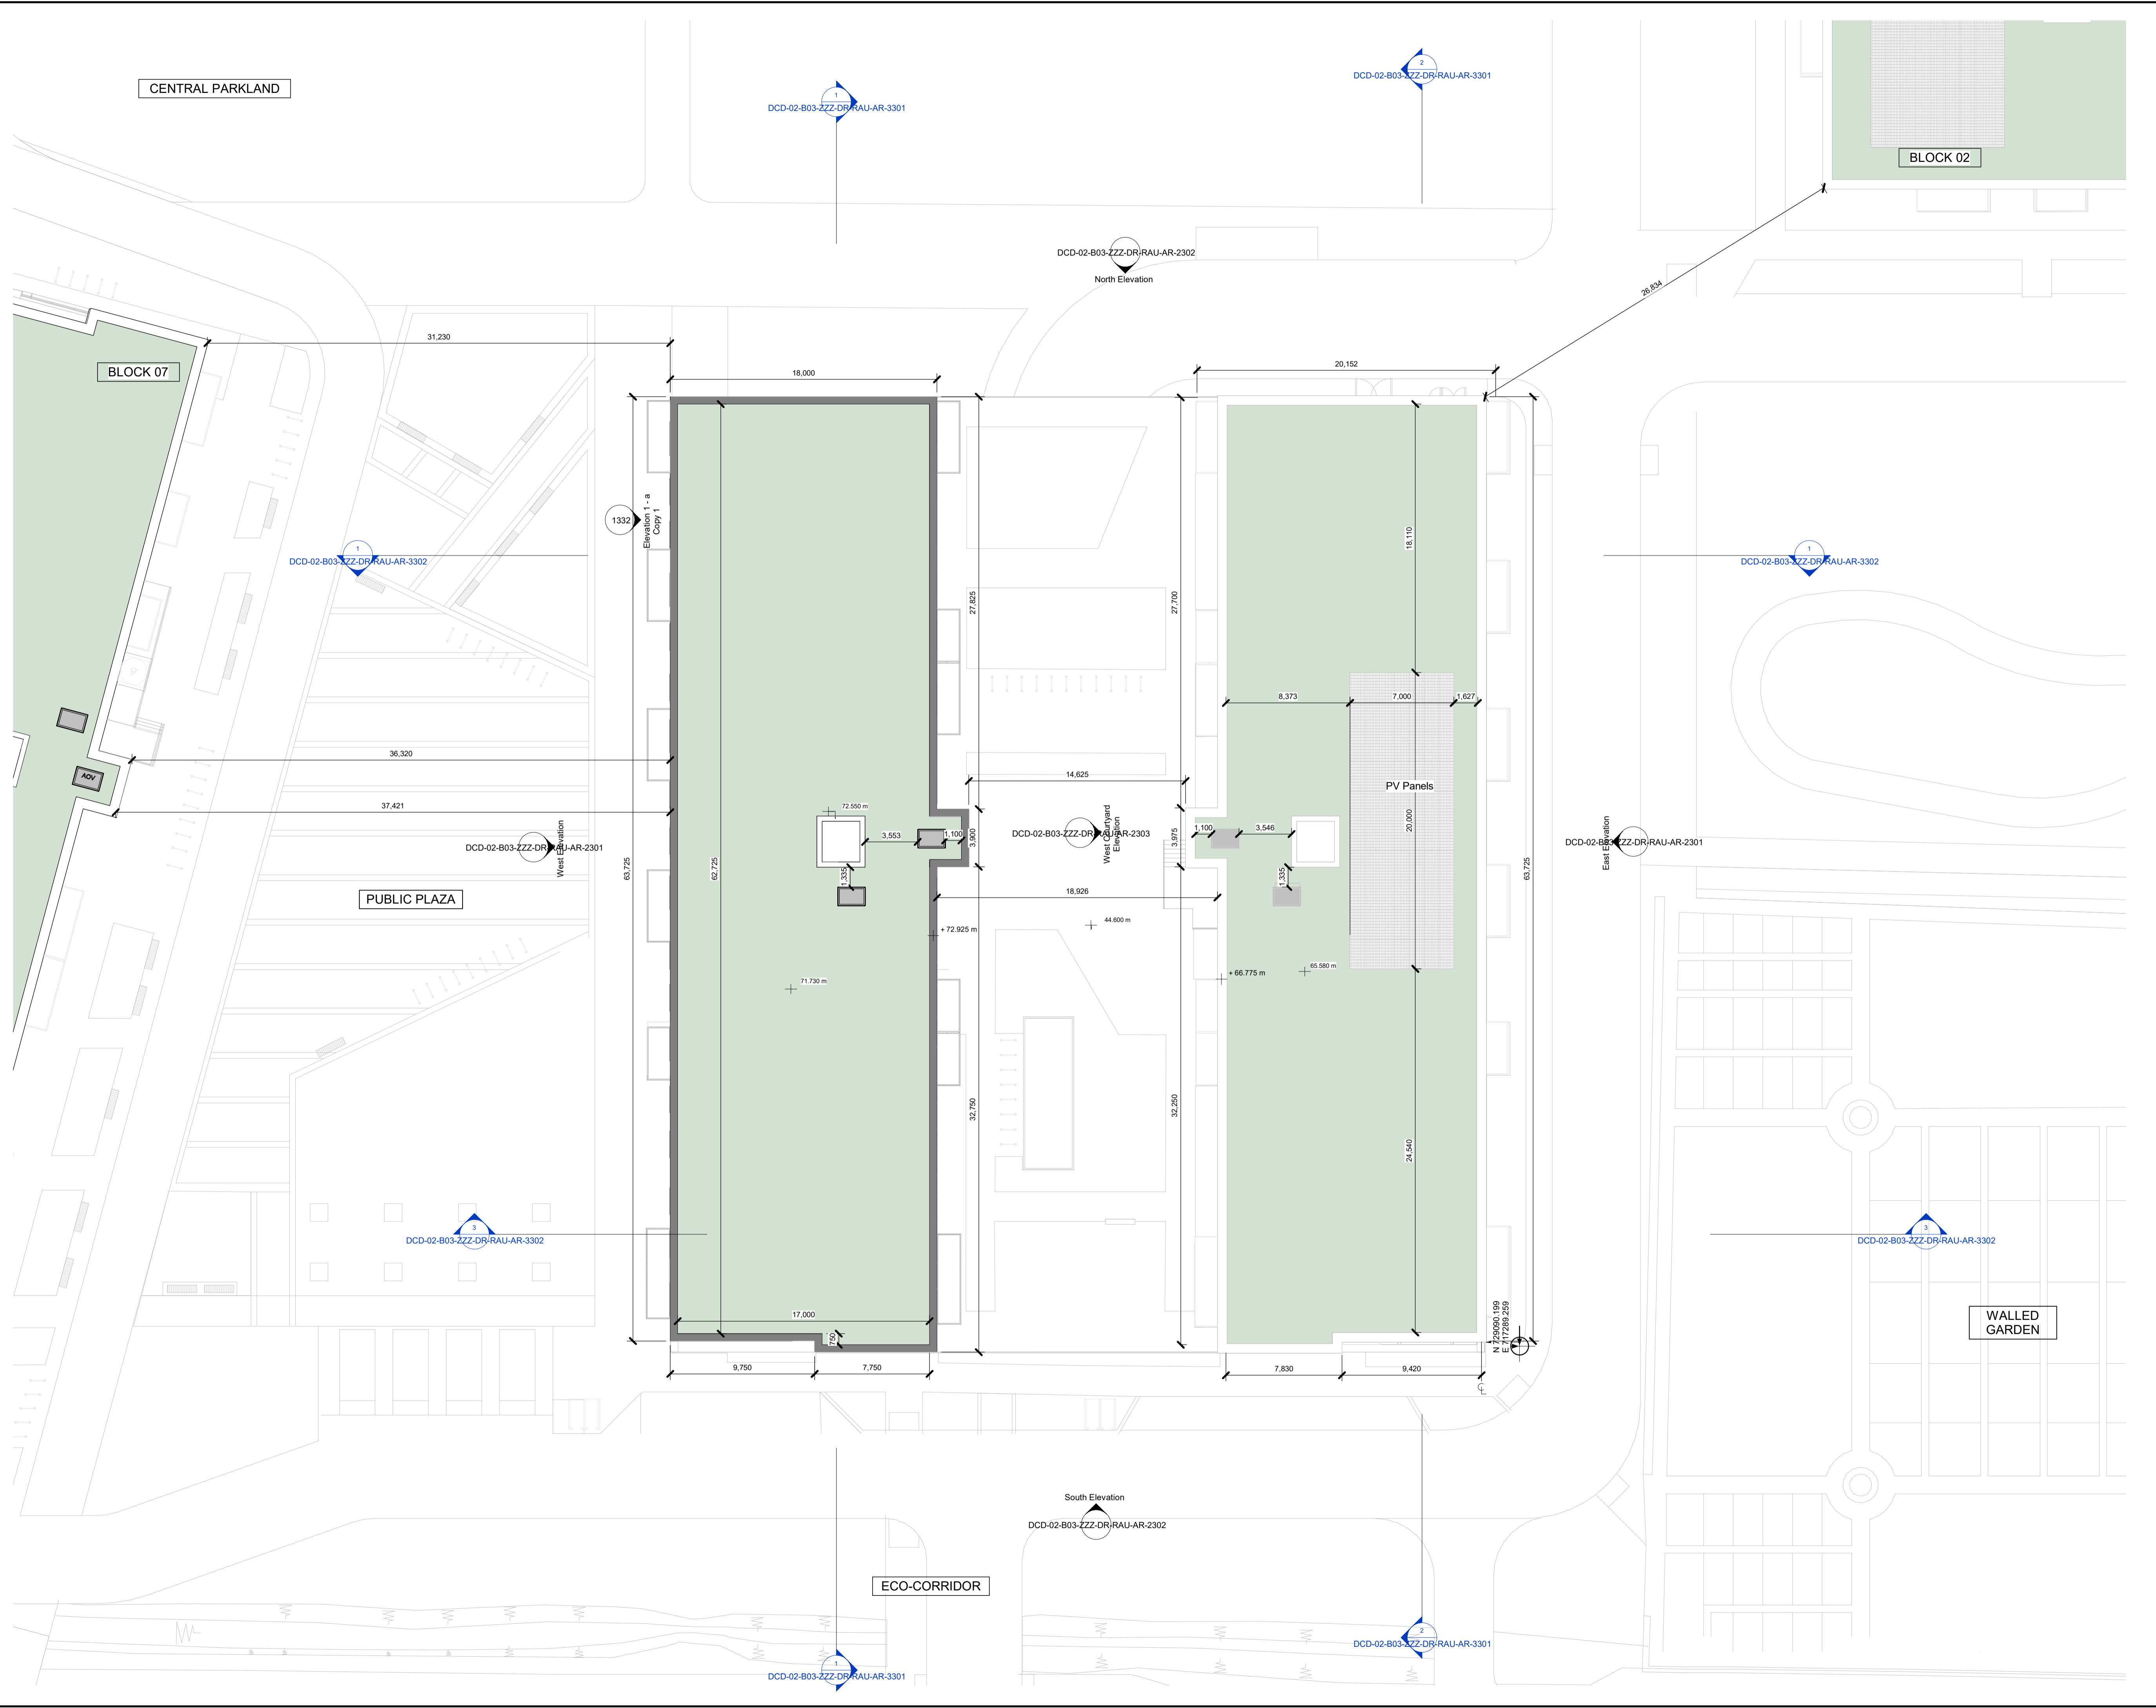 CENTRAL PARKLAND
1
DCD-02-B03-ZZZ-DR-RAU-AR-3301
2
DCD-02-B03-ZZZ-DR-RAU-AR-3301
BLOCK 02
DCD-02-B03-ZZZ-DR-RAU-AR-2302
North Elevation
26,834
31,230
BLOCK 07
18,000
20,152
1332
Elevation 1 - a
Copy 1
18,110
1
DCD-02-B03-ZZZ-DR-RAU-AR-3302
1
DCD-02-B03-ZZZ-DR-RAU-AR-3302
27,825
27,700
8,373
7,000
1,627
36,320
14,625
AOV
PV Panels
37,421
72.550 m
3,553
1,100
3,900
DCD-02-B03-ZZZ-DR-RAU-AR-2303
West Courtyard
Elevation
3,975
1,100
3,546
20,000
DCD-02-B03-ZZZ-DR-RAU-AR-2301
West Elevation
DCD-02-B03-ZZZ-DR-RAU-AR-2301
East Elevation
63,725
62,725
1,335
1,335
63,725
PUBLIC PLAZA
18,926
44.600 m
+ 72.925 m
71.730 m
+ 66.775 m
65.580 m
32,750
32,250
24,540
3
DCD-02-B03-ZZZ-DR-RAU-AR-3302
3
DCD-02-B03-ZZZ-DR-RAU-AR-3302
17,000
750
N 729090.199
E 717289.259
WALLED
GARDEN
9,750
7,750
7,830
9,420
CL
South Elevation
DCD-02-B03-ZZZ-DR-RAU-AR-2302
ECO-CORRIDOR
1
DCD-02-B03-ZZZ-DR-RAU-AR-3301
2
DCD-02-B03-ZZZ-DR-RAU-AR-3301